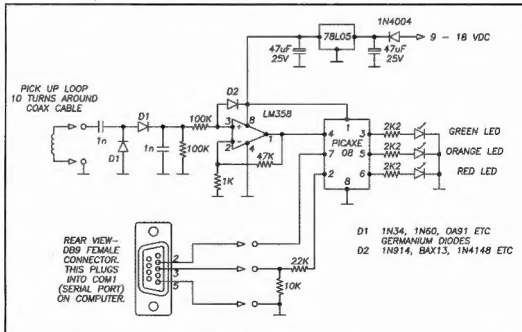 1N4004
78L05
9 - 18 VDC
47uF
25V
47uF
25V
PICK UP LOOP
10 TURNS AROUND
COAX CABLE
D2
LM358
D1
100K
3
8
1
2
4
1n
D1
1n
100K
47K
1K
1
4
PICAXE
08
7
2
8
3
5
6
2K2
2K2
2K2
GREEN LED
ORANGE LED
RED LED
REAR VIEW-
DB9 FEMALE
CONNECTOR.
THIS PLUGS
INTO COM1
(SERIAL PORT)
ON COMPUTER.
2
3
5
22K
10K
D1 1N34, 1N60, OA91 ETC
GERMANIUM DIODES
D2 1N914, BAX13, 1N4148 ETC